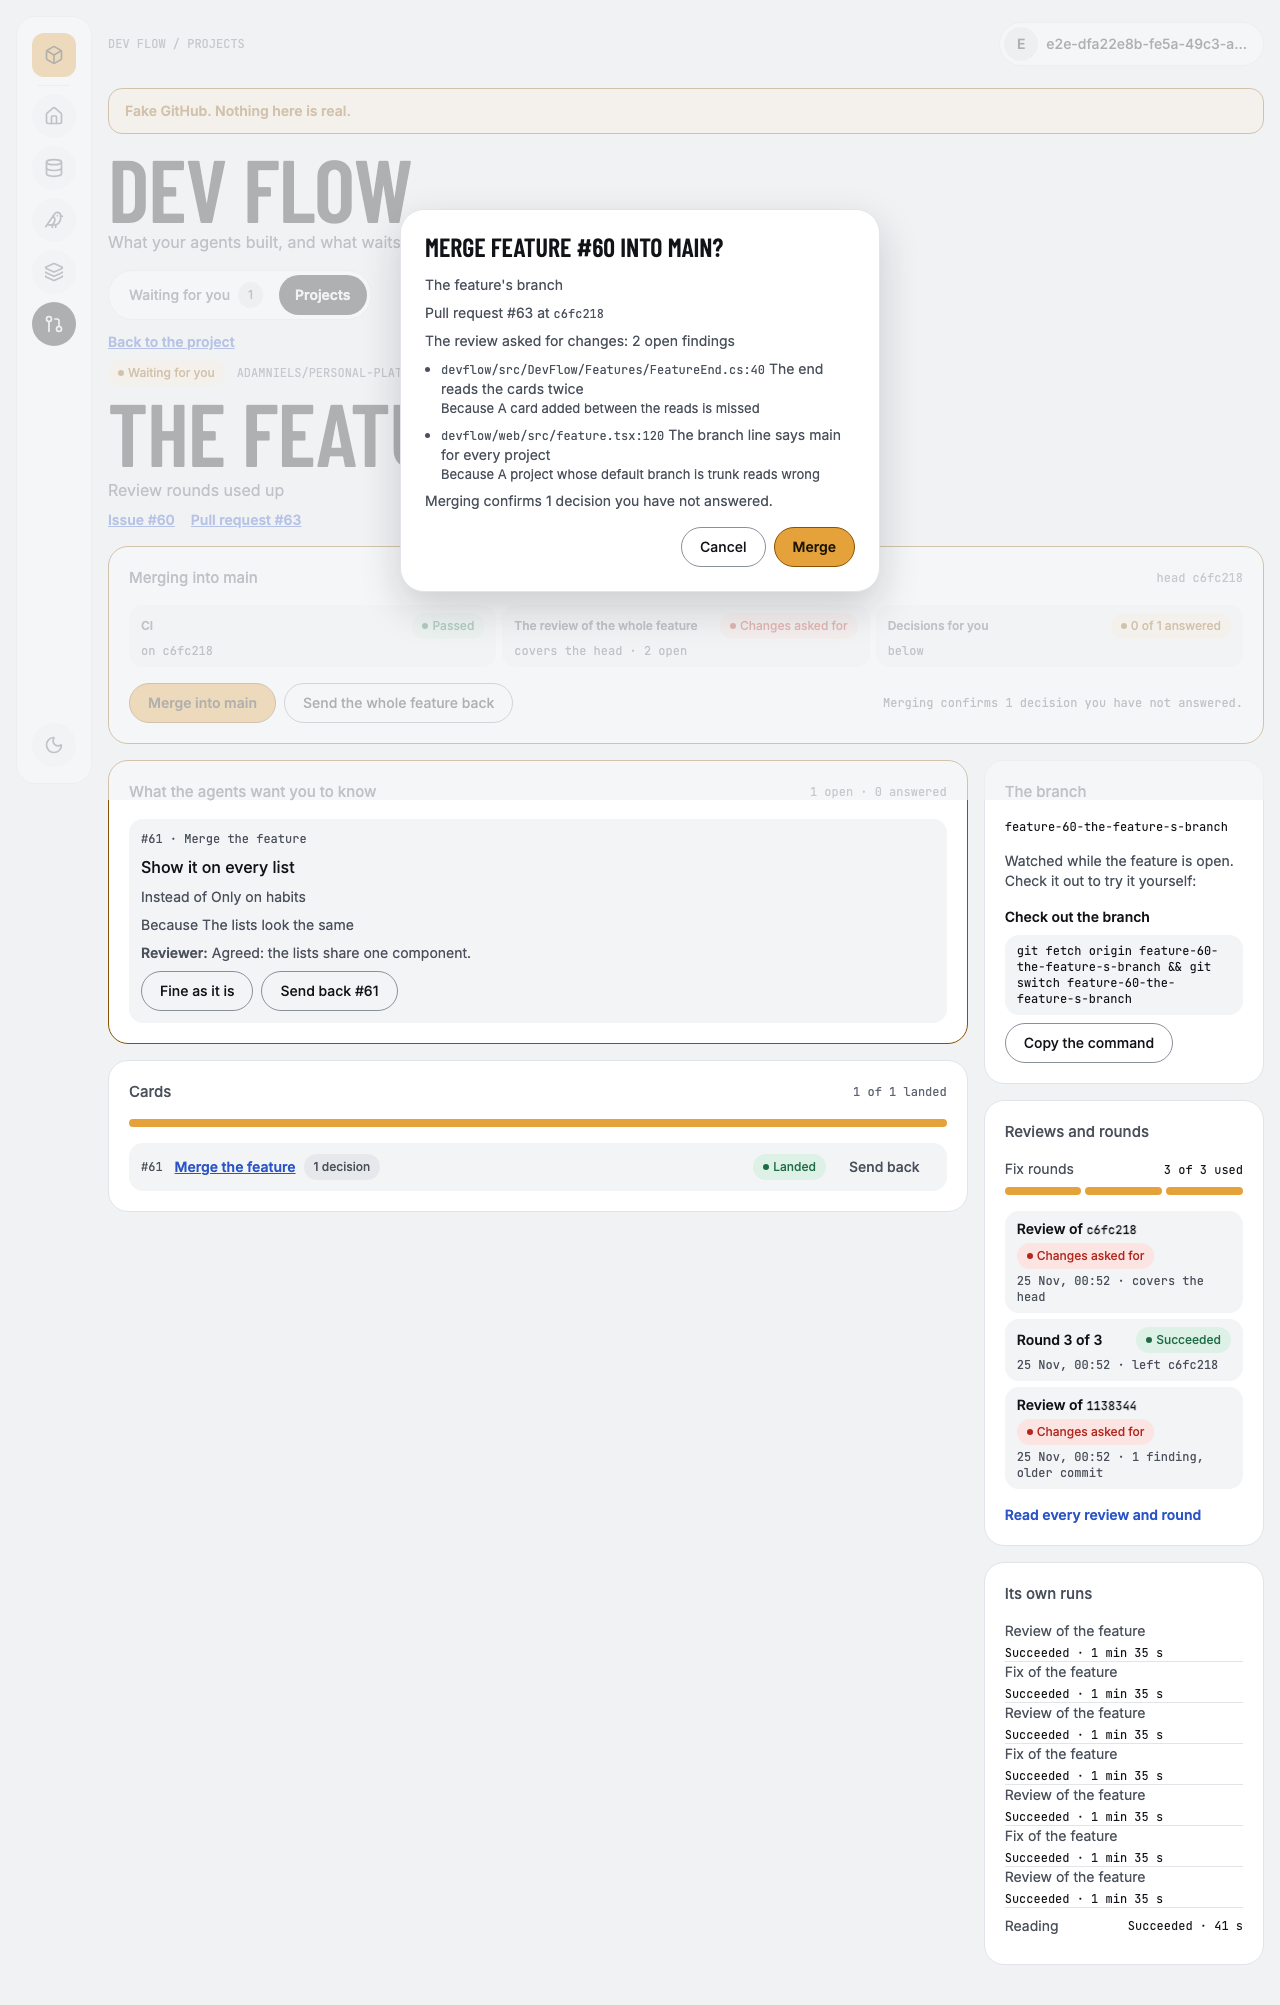 DEV FLOW / PROJECTS
E e2e-dfa22e8b-fe5a-49c3-a...
Fake GitHub. Nothing here is real.
DEV FLOW
What your agents built, and what waits
Waiting for you 1 Projects
Back to the project
Waiting for you ADAMNIELS/PERSONAL-PLAT
THE FEATU
Review rounds used up
Issue #60 Pull request #63
MERGE FEATURE #60 INTO MAIN?
The feature's branch
Pull request #63 at c6fc218
The review asked for changes: 2 open findings
devflow/src/DevFlow/Features/FeatureEnd.cs:40 The end
reads the cards twice
Because A card added between the reads is missed
devflow/web/src/feature.tsx:120 The branch line says main
for every project
Because A project whose default branch is trunk reads wrong
Merging confirms 1 decision you have not answered.
Cancel Merge
Merging into main head c6fc218
CI Passed
on c6fc218
The review of the whole feature Changes asked for
covers the head · 2 open
Decisions for you 0 of 1 answered
below
Merge into main Send the whole feature back Merging confirms 1 decision you have not answered.
What the agents want you to know 1 open · 0 answered
#61 · Merge the feature
Show it on every list
Instead of Only on habits
Because The lists look the same
Reviewer: Agreed: the lists share one component.
Fine as it is Send back #61
Cards 1 of 1 landed
#61 Merge the feature 1 decision Landed Send back
The branch
feature-60-the-feature-s-branch
Watched while the feature is open.
Check it out to try it yourself:
Check out the branch
git fetch origin feature-60-
the-feature-s-branch && git
switch feature-60-the-
feature-s-branch
Copy the command
Reviews and rounds
Fix rounds 3 of 3 used
Review of c6fc218
Changes asked for
25 Nov, 00:52 · covers the
head
Round 3 of 3 Succeeded
25 Nov, 00:52 · left c6fc218
Review of 1138344
Changes asked for
25 Nov, 00:52 · 1 finding,
older commit
Read every review and round
Its own runs
Review of the feature
Succeeded · 1 min 35 s
Fix of the feature
Succeeded · 1 min 35 s
Review of the feature
Succeeded · 1 min 35 s
Fix of the feature
Succeeded · 1 min 35 s
Review of the feature
Succeeded · 1 min 35 s
Fix of the feature
Succeeded · 1 min 35 s
Review of the feature
Succeeded · 1 min 35 s
Reading Succeeded · 41 s